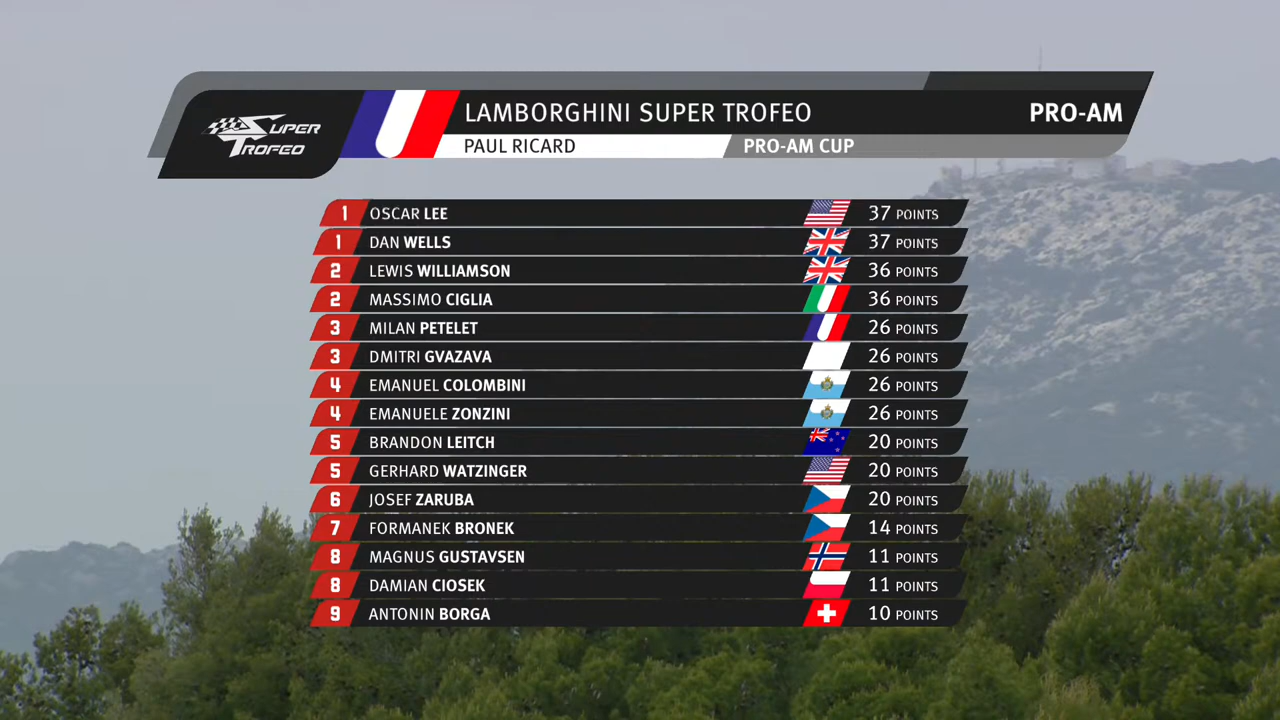 SUPER TROFEO
LAMBORGHINI SUPER TROFEO PRO-AM
PAUL RICARD PRO-AM CUP
1 OSCAR LEE 37 POINTS
1 DAN WELLS 37 POINTS
2 LEWIS WILLIAMSON 36 POINTS
2 MASSIMO CIGLIA 36 POINTS
3 MILAN PETELET 26 POINTS
3 DMITRI GVAZAVA 26 POINTS
4 EMANUEL COLOMBINI 26 POINTS
4 EMANUELE ZONZINI 26 POINTS
5 BRANDON LEITCH 20 POINTS
5 GERHARD WATZINGER 20 POINTS
6 JOSEF ZARUBA 20 POINTS
7 FORMANEK BRONEK 14 POINTS
8 MAGNUS GUSTAVSEN 11 POINTS
8 DAMIAN CIOSEK 11 POINTS
9 ANTONIN BORGA 10 POINTS